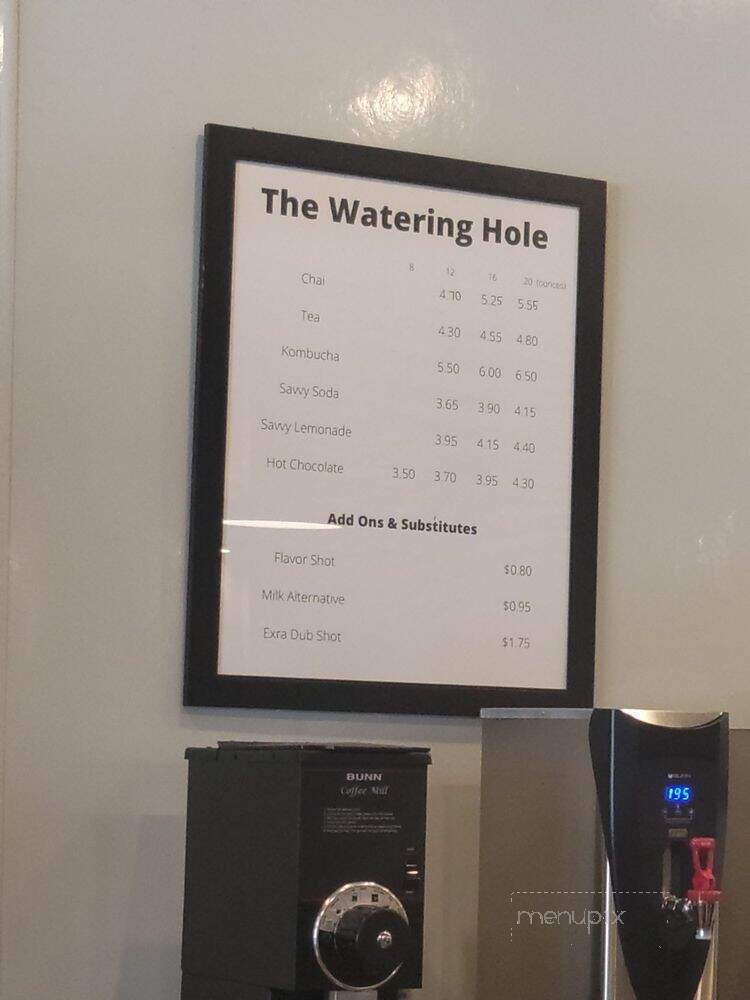 The Watering Hole
8 12 16 20 (ounces)
Chai 4.70 5.25 5.55
Tea 4.30 4.55 4.80
Kombucha 5.50 6.00 6.50
Savvy Soda 3.65 3.90 4.15
Savvy Lemonade 3.95 4.15 4.40
Hot Chocolate 3.50 3.70 3.95 4.30
Add Ons & Substitutes
Flavor Shot $0.80
Milk Alternative $0.95
Exra Dub Shot $1.75
BUNN
Coffee Mill
BUNN
195
menupix